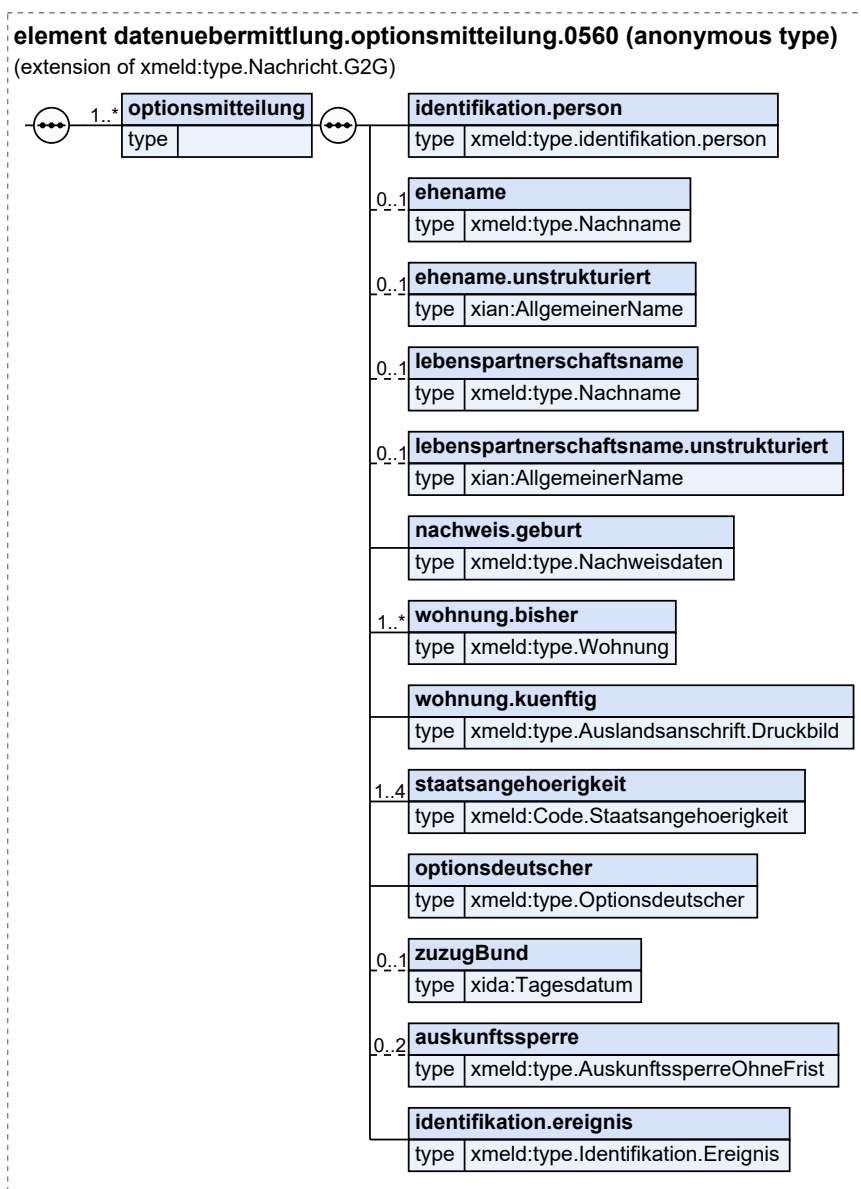 element datenuebermittlung.optionsmitteilung.0560 (anonymous type)
(extension of xmeld:type.Nachricht.G2G)
1..* optionsmitteilung
type
identifikation.person
type xmeld:type.identifikation.person
0..1 ehename
type xmeld:type.Nachname
0..1 ehename.unstrukturiert
type xian:AllgemeinerName
0..1 lebenspartnerschaftsname
type xmeld:type.Nachname
0..1 lebenspartnerschaftsname.unstrukturiert
type xian:AllgemeinerName
nachweis.geburt
type xmeld:type.Nachweisdaten
1..* wohnung.bisher
type xmeld:type.Wohnung
wohnung.kuenftig
type xmeld:type.Auslandsanschrift.Druckbild
1..4 staatsangehoerigkeit
type xmeld:Code.Staatsangehoerigkeit
optionsdeutscher
type xmeld:type.Optionsdeutscher
0..1 zuzugBund
type xida:Tagesdatum
0..2 auskunftssperre
type xmeld:type.AuskunftssperreOhneFrist
identifikation.ereignis
type xmeld:type.Identifikation.Ereignis